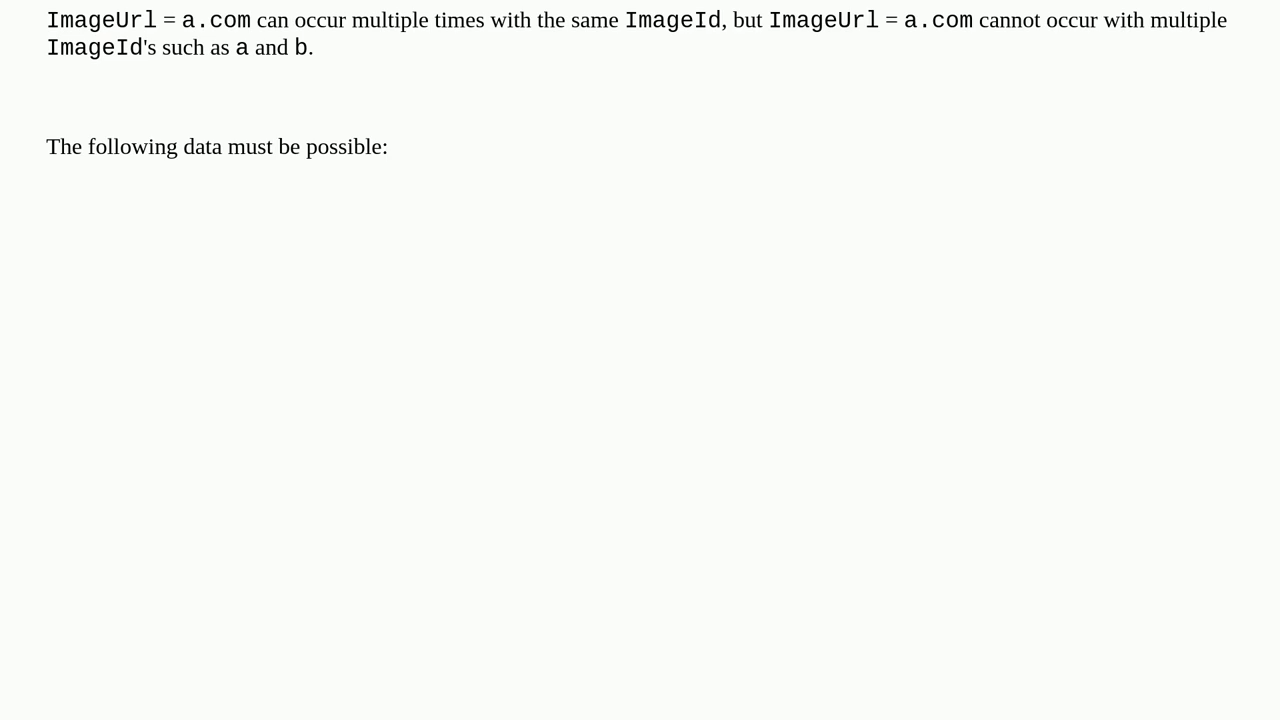 ImageUrl = a.com can occur multiple times with the same ImageId, but ImageUrl = a.com cannot occur with multiple
ImageId's such as a and b.
The following data must be possible: